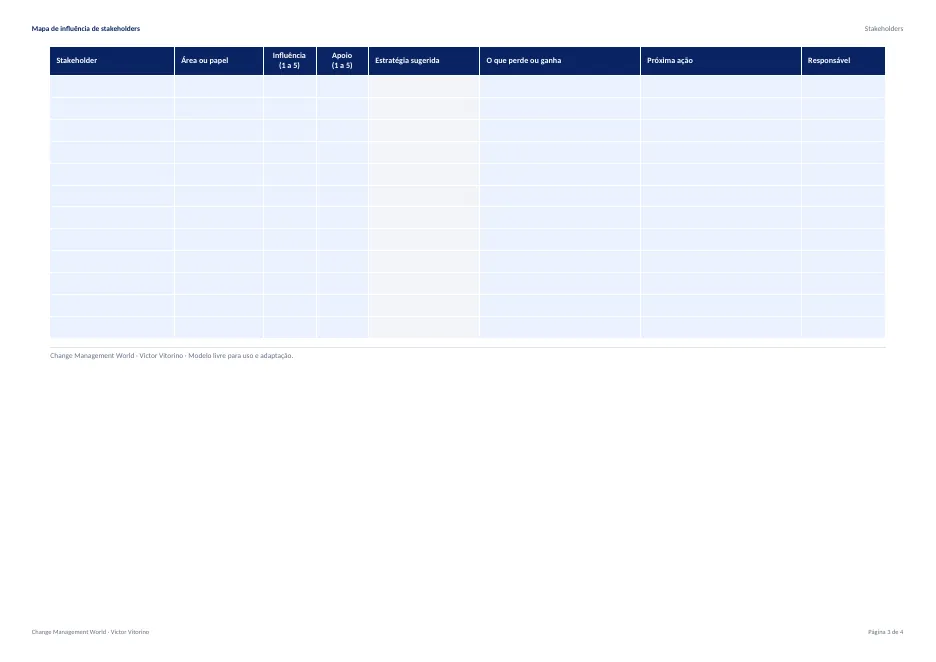 Mapa de influência de stakeholders
Stakeholders
Stakeholder
Área ou papel
Influência
(1 a 5)
Apoio
(1 a 5)
Estratégia sugerida
O que perde ou ganha
Próxima ação
Responsável
Change Management World · Victor Vitorino · Modelo livre para uso e adaptação.
Change Management World · Victor Vitorino
Página 3 de 4